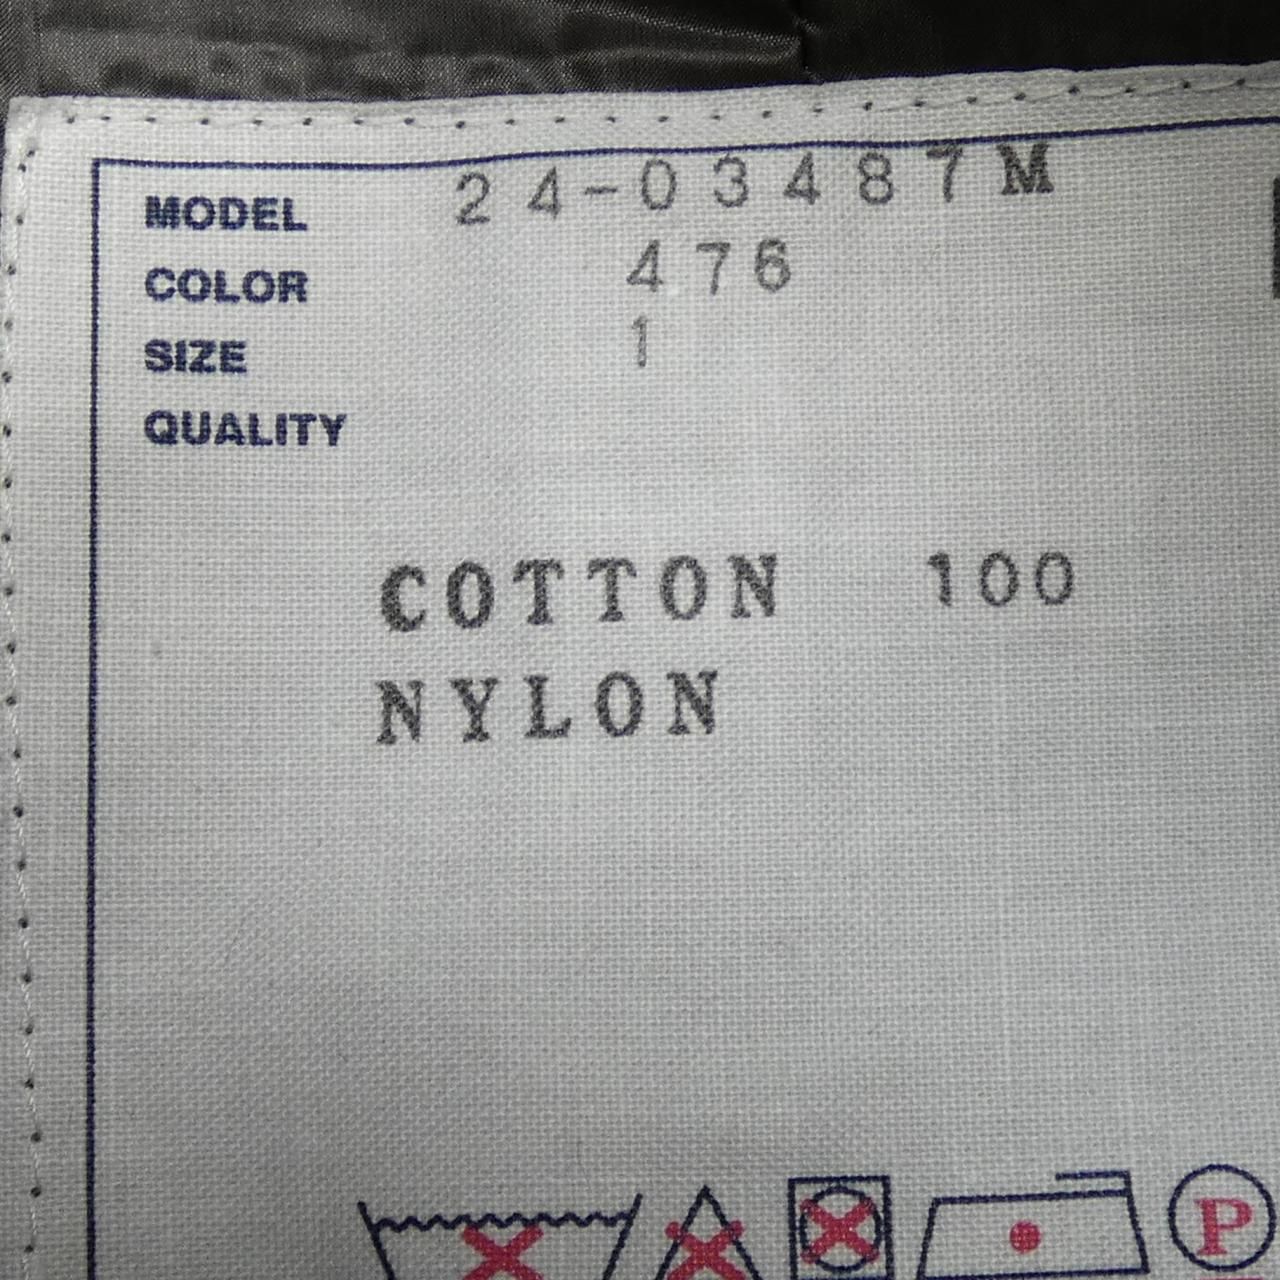 MODEL 24-03487M
COLOR 476
SIZE 1
QUALITY
COTTON 100
NYLON
P